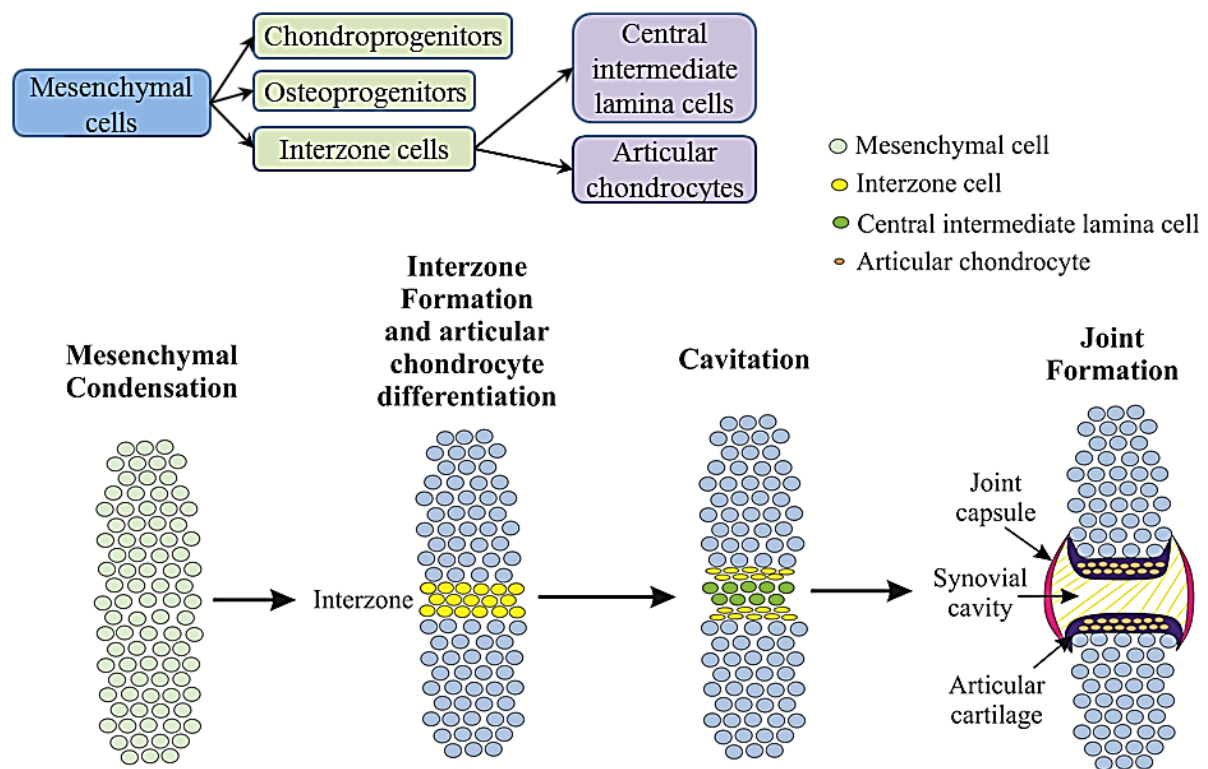 Mesenchymal
cells
Chondroprogenitors
Osteoprogenitors
Interzone cells
Central
intermediate
lamina cells
Articular
chondrocytes
Mesenchymal cell
Interzone cell
Central intermediate lamina cell
Articular chondrocyte
Mesenchymal
Condensation
Interzone
Formation
and articular
chondrocyte
differentiation
Cavitation
Joint
Formation
Interzone
Joint
capsule
Synovial
cavity
Articular
cartilage